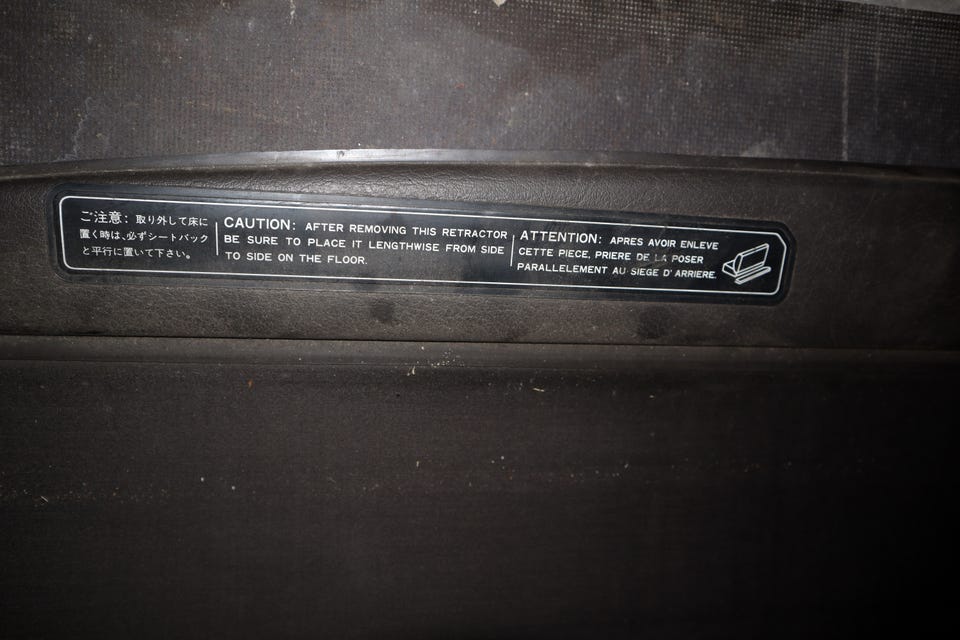 ご注意: 取り外して床に
置く時は、必ずシートバック
と平行に置いて下さい。
CAUTION: AFTER REMOVING THIS RETRACTOR
BE SURE TO PLACE IT LENGTHWISE FROM SIDE
TO SIDE ON THE FLOOR.
ATTENTION: APRES AVOIR ENLEVE
CETTE PIECE, PRIERE DE LA POSER
PARALLELEMENT AU SIEGE D'ARRIERE.